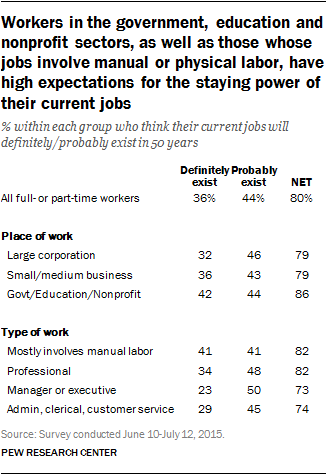 Workers in the government, education and
nonprofit sectors, as well as those whose
jobs involve manual or physical labor, have
high expectations for the staying power of
their current jobs
% within each group who think their current jobs will
definitely/probably exist in 50 years
Definitely exist Probably exist NET
All full- or part-time workers 36% 44% 80%
Place of work
Large corporation 32 46 79
Small/medium business 36 43 79
Govt/Education/Nonprofit 42 44 86
Type of work
Mostly involves manual labor 41 41 82
Professional 34 48 82
Manager or executive 23 50 73
Admin, clerical, customer service 29 45 74
Source: Survey conducted June 10-July 12, 2015.
PEW RESEARCH CENTER